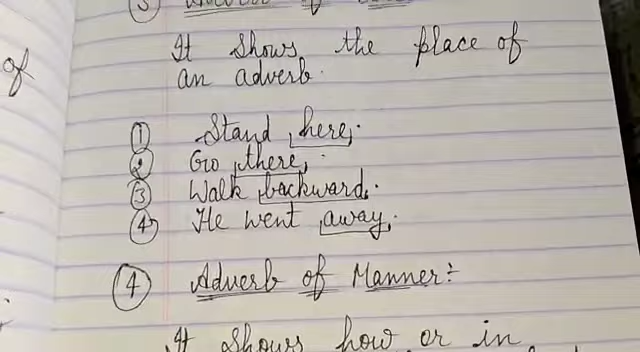 It shows the place of
an adverb.
① Stand here.
② Go there.
③ Walk backward.
④ He went away.
④ Adverb of Manner :-
It shows how or in
of